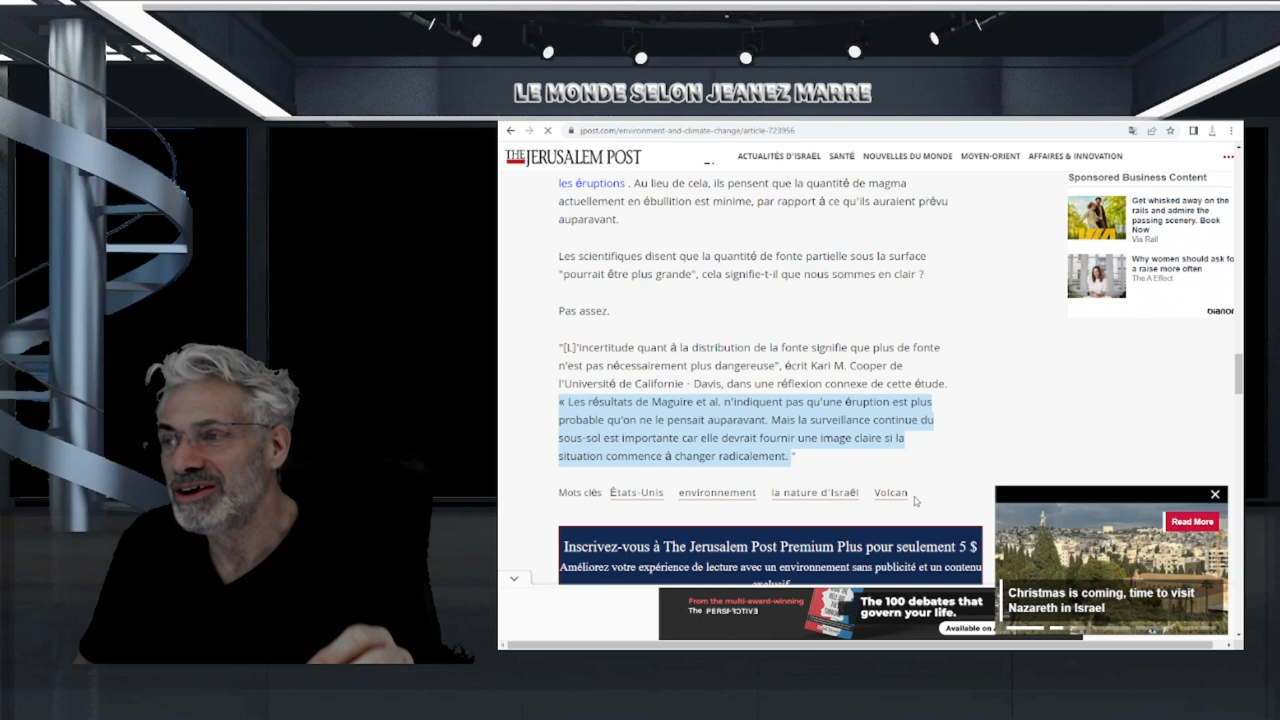 LE MONDE SELON JEANEZ MARRE
jpost.com/environment-and-climate-change/article-723956
THE JERUSALEM POST
ACTUALITÉS D'ISRAËL SANTÉ NOUVELLES DU MONDE MOYEN-ORIENT AFFAIRES & INNOVATION
les éruptions . Au lieu de cela, ils pensent que la quantité de magma
actuellement en ébullition est minime, par rapport à ce qu'ils auraient prévu
auparavant.
Les scientifiques disent que la quantité de fonte partielle sous la surface
"pourrait être plus grande", cela signifie-t-il que nous sommes en clair ?
Pas assez.
"[L]'incertitude quant à la distribution de la fonte signifie que plus de fonte
n'est pas nécessairement plus dangereuse", écrit Kari M. Cooper de
l'Université de Californie - Davis, dans une réflexion connexe de cette étude.
« Les résultats de Maguire et al. n'indiquent pas qu'une éruption est plus
probable qu'on ne le pensait auparavant. Mais la surveillance continue du
sous-sol est importante car elle devrait fournir une image claire si la
situation commence à changer radicalement. "
Mots clés États-Unis environnement la nature d'Israël Volcan
Inscrivez-vous à The Jerusalem Post Premium Plus pour seulement 5 $
Améliorez votre expérience de lecture avec un environnement sans publicité et un contenu
exclusif
Sponsored Business Content
Get whisked away on the
rails and admire the
passing scenery. Book
Now
Via Rail
Why women should ask fo
a raise more often
The A Effect
Read More
Christmas is coming, time to visit
Nazareth in Israel
From the multi-award-winning
The PERSPECTIVE
The 100 debates that
govern your life.
Available on